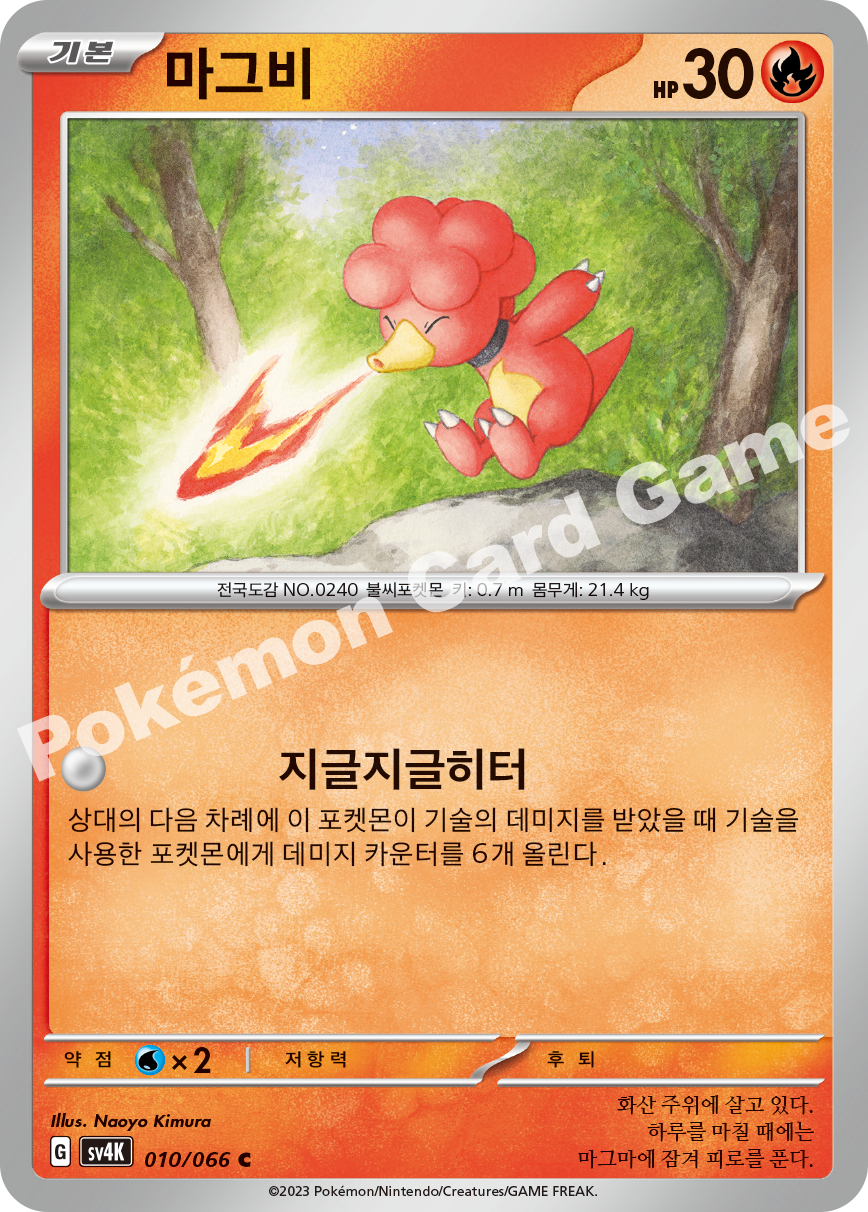 기본
마그비
HP 30
전국도감 NO.0240 불씨포켓몬 키: 0.7 m 몸무게: 21.4 kg
Pokémon Card Game
지글지글히터
상대의 다음 차례에 이 포켓몬이 기술의 데미지를 받았을 때 기술을
사용한 포켓몬에게 데미지 카운터를 6개 올린다.
약점 ×2 저항력 후퇴
Illus. Naoyo Kimura
G SV4K 010/066 C
화산 주위에 살고 있다.
하루를 마칠 때에는
마그마에 잠겨 피로를 푼다.
©2023 Pokémon/Nintendo/Creatures/GAME FREAK.